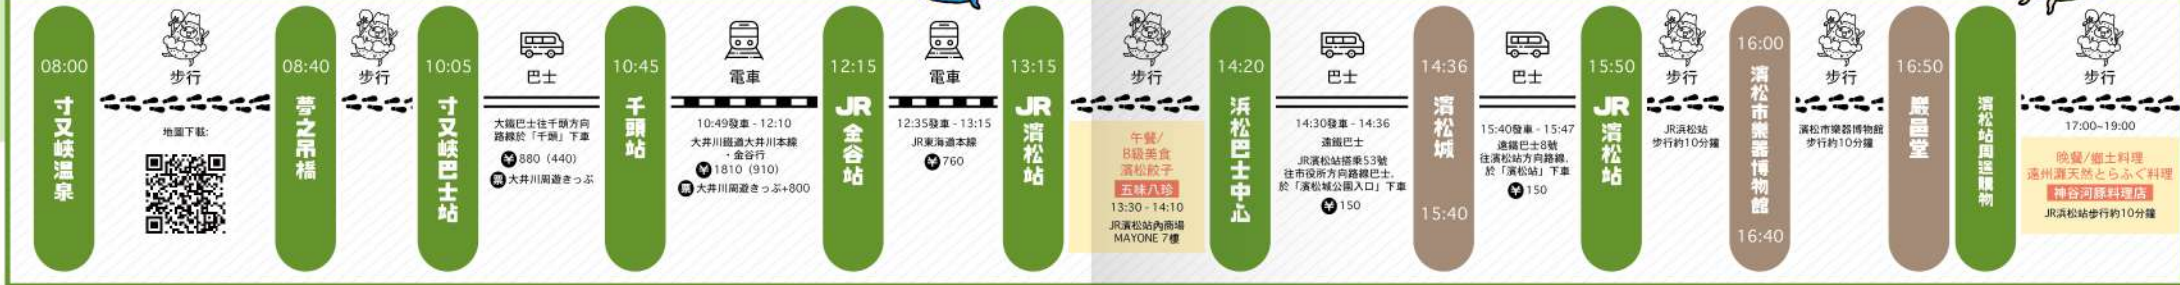 08:00
寸又峽溫泉
步行
地圖下載:
08:40
夢之吊橋
步行
10:05
寸又峽巴士站
巴士
大鐵巴士往千頭方向
路線於「千頭」下車
¥880（440）
票 大井川周遊きっぷ
10:45
千頭站
電車
10:49發車 - 12:10
大井川鐵道大井川本線
・金谷行
¥1810（910）
票 大井川周遊きっぷ+800
12:15
JR金谷站
電車
12:35發車 - 13:15
JR東海道本線
¥760
13:15
JR濱松站
步行
午餐/
B級美食
濱松餃子
五味八珍
13:30 - 14:10
JR濱松站內商場
MAYONE 7樓
14:20
浜松巴士中心
巴士
14:30發車 - 14:36
遠鐵巴士
JR濱松站搭乘53號
往市役所方向路線巴士,
於「濱松城公園入口」下車
¥150
14:36
濱松城
15:40
巴士
15:40發車 - 15:47
遠鐵巴士8號
往濱松站方向路線,
於「濱松站」下車
¥150
15:50
JR濱松站
步行
JR浜松站
步行約10分鐘
16:00
濱松市樂器博物館
16:40
步行
濱松市樂器博物館
步行約10分鐘
16:50
巖邑堂
濱松站周遭購物
步行
17:00~19:00
晚餐/鄉土料理
遠州灘天然とらふぐ料理
神谷河豚料理店
JR浜松站步行約10分鐘